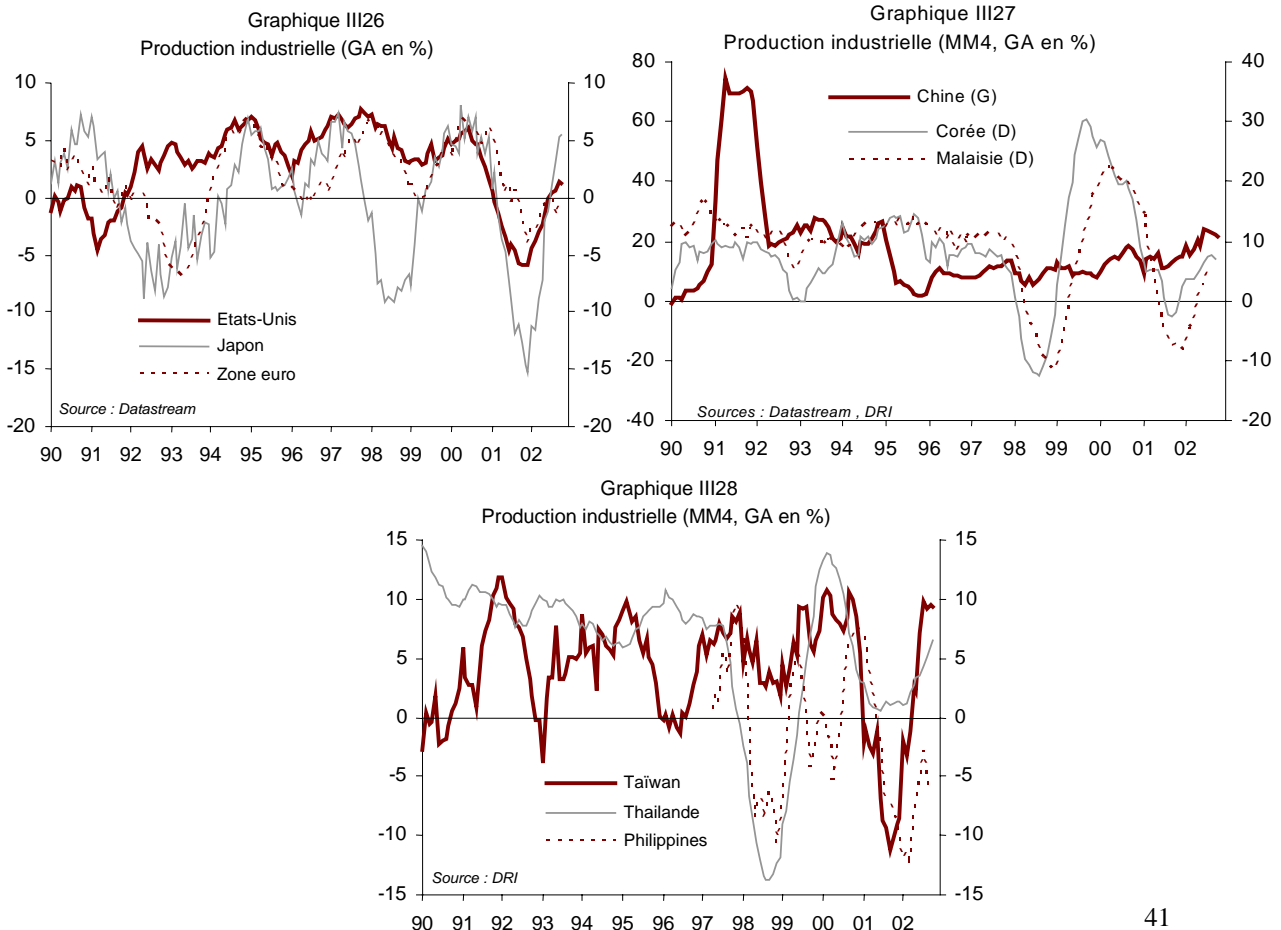 Graphique III26
Production industrielle (GA en %)
10
5
0
-5
-10
-15
-20
10
5
0
-5
-10
-15
-20
Etats-Unis
Japon
Zone euro
Source : Datastream
90 91 92 93 94 95 96 97 98 99 00 01 02
Graphique III27
Production industrielle (MM4, GA en %)
80
60
40
20
0
-20
-40
40
30
20
10
0
-10
-20
Chine (G)
Corée (D)
Malaisie (D)
Sources : Datastream , DRI
90 91 92 93 94 95 96 97 98 99 00 01 02
Graphique III28
Production industrielle (MM4, GA en %)
15
10
5
0
-5
-10
-15
15
10
5
0
-5
-10
-15
Taïwan
Thailande
Philippines
Source : DRI
90 91 92 93 94 95 96 97 98 99 00 01 02
41